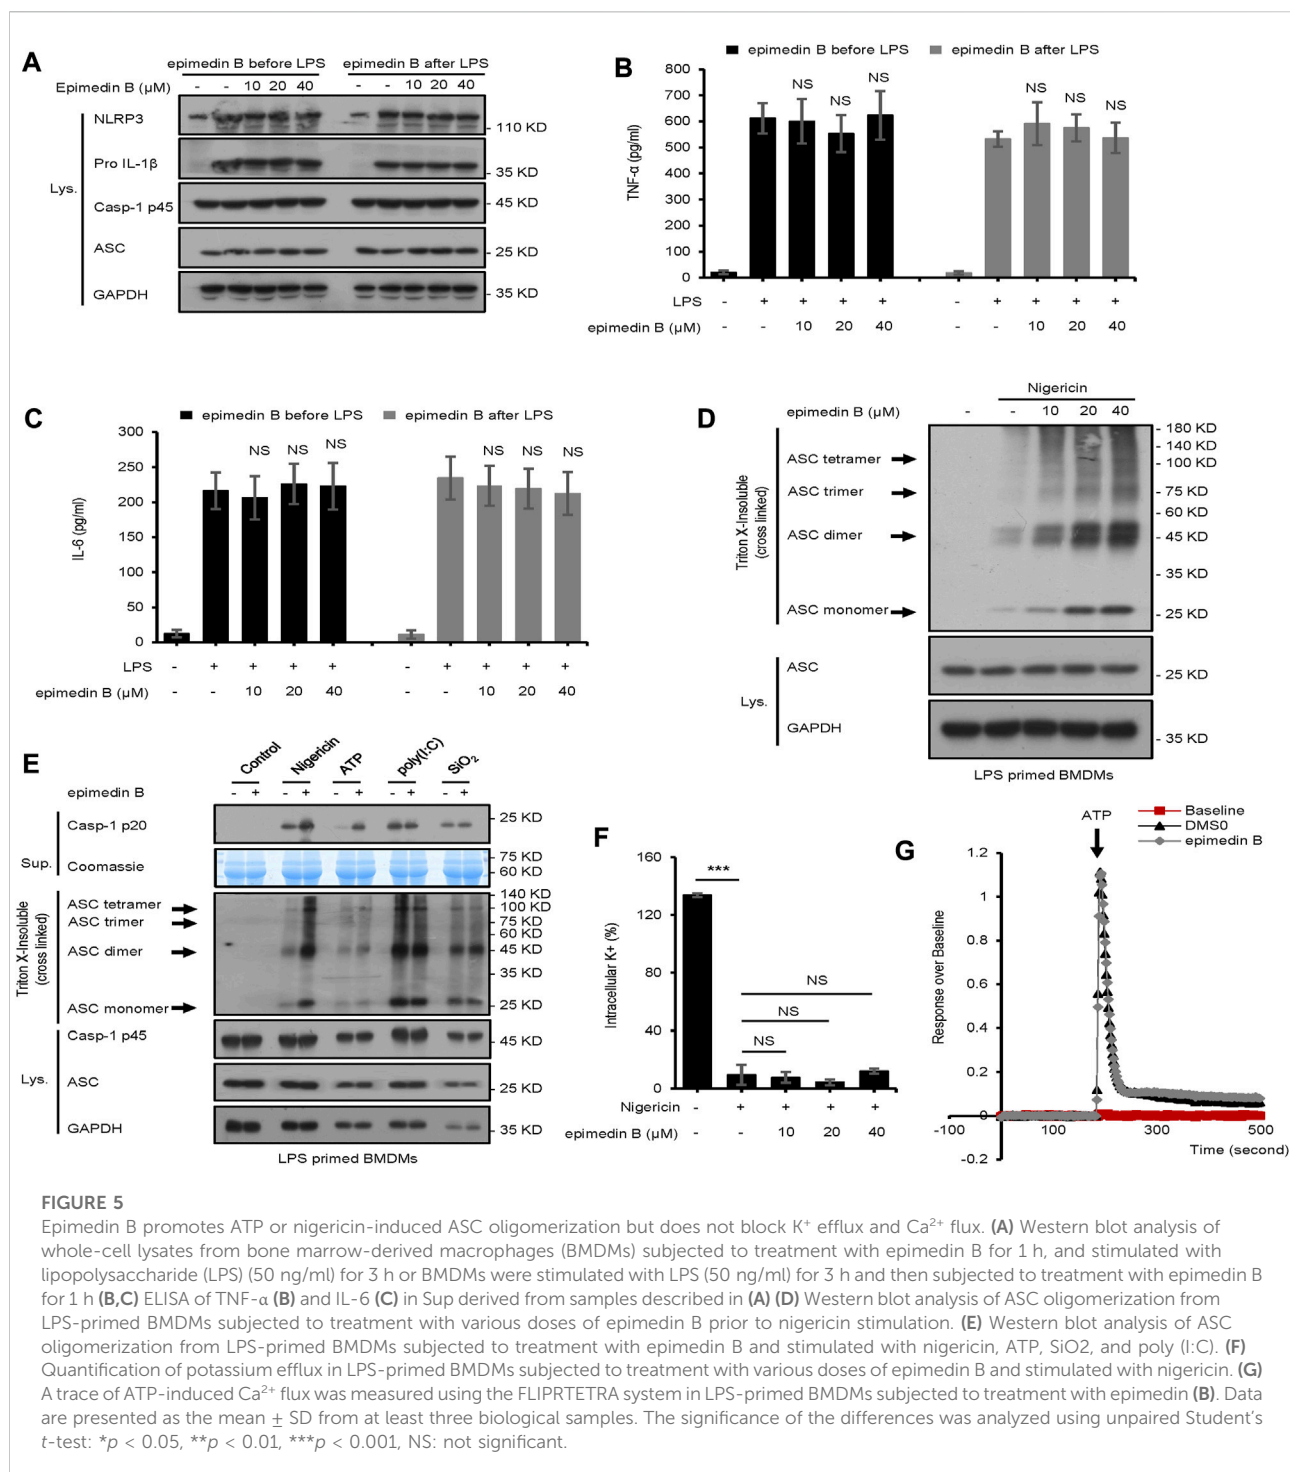 A
epimedin B before LPS epimedin B after LPS
Epimedin B (μM) - - 10 20 40 - - 10 20 40
NLRP3 - 110 KD
Pro IL-1β - 35 KD
Lys.
Casp-1 p45 - 45 KD
ASC - 25 KD
GAPDH - 35 KD
B
epimedin B before LPS epimedin B after LPS
TNF-α (pg/ml)
800
700
600
500
400
300
200
100
0
NS NS NS NS NS NS
LPS - + + + + - + + + +
epimedin B (μM) - - 10 20 40 - - 10 20 40
C
epimedin B before LPS epimedin B after LPS
IL-6 (pg/ml)
300
250
200
150
100
50
0
NS NS NS NS NS NS
LPS - + + + + - + + + +
epimedin B (μM) - - 10 20 40 - - 10 20 40
D
Nigericin
epimedin B (μM) - - 10 20 40
Triton X-Insoluble
(cross linked)
- 180 KD
- 140 KD
ASC tetramer - 100 KD
ASC trimer - 75 KD
- 60 KD
ASC dimer - 45 KD
- 35 KD
ASC monomer - 25 KD
Lys.
ASC - 25 KD
GAPDH - 35 KD
LPS primed BMDMs
E
Control Nigericin ATP poly(I:C) SiO2
epimedin B - + - + - + - + - +
Sup.
Casp-1 p20 - 25 KD
Coomassie - 75 KD
- 60 KD
Triton X-Insoluble
(cross linked)
- 140 KD
ASC tetramer - 100 KD
ASC trimer - 75 KD
- 60 KD
ASC dimer - 45 KD
- 35 KD
ASC monomer - 25 KD
Lys.
Casp-1 p45 - 45 KD
ASC - 25 KD
GAPDH - 35 KD
LPS primed BMDMs
F
Intracellular K+ (%)
160
120
80
40
0
***
NS
NS
NS
Nigericin - + + + +
epimedin B (μM) - - 10 20 40
G
ATP
Baseline
DMS0
epimedin B
Response over Baseline
1.2
1
0.8
0.6
0.4
0.2
0
-0.2
-100 100 300 500
Time (second)
FIGURE 5
Epimedin B promotes ATP or nigericin-induced ASC oligomerization but does not block K+ efflux and Ca2+ flux. (A) Western blot analysis of
whole-cell lysates from bone marrow-derived macrophages (BMDMs) subjected to treatment with epimedin B for 1 h, and stimulated with
lipopolysaccharide (LPS) (50 ng/ml) for 3 h or BMDMs were stimulated with LPS (50 ng/ml) for 3 h and then subjected to treatment with epimedin B
for 1 h (B,C) ELISA of TNF-α (B) and IL-6 (C) in Sup derived from samples described in (A) (D) Western blot analysis of ASC oligomerization from
LPS-primed BMDMs subjected to treatment with various doses of epimedin B prior to nigericin stimulation. (E) Western blot analysis of ASC
oligomerization from LPS-primed BMDMs subjected to treatment with epimedin B and stimulated with nigericin, ATP, SiO2, and poly (I:C). (F)
Quantification of potassium efflux in LPS-primed BMDMs subjected to treatment with various doses of epimedin B and stimulated with nigericin. (G)
A trace of ATP-induced Ca2+ flux was measured using the FLIPRTETRA system in LPS-primed BMDMs subjected to treatment with epimedin (B). Data
are presented as the mean ± SD from at least three biological samples. The significance of the differences was analyzed using unpaired Student's
t-test: *p < 0.05, **p < 0.01, ***p < 0.001, NS: not significant.